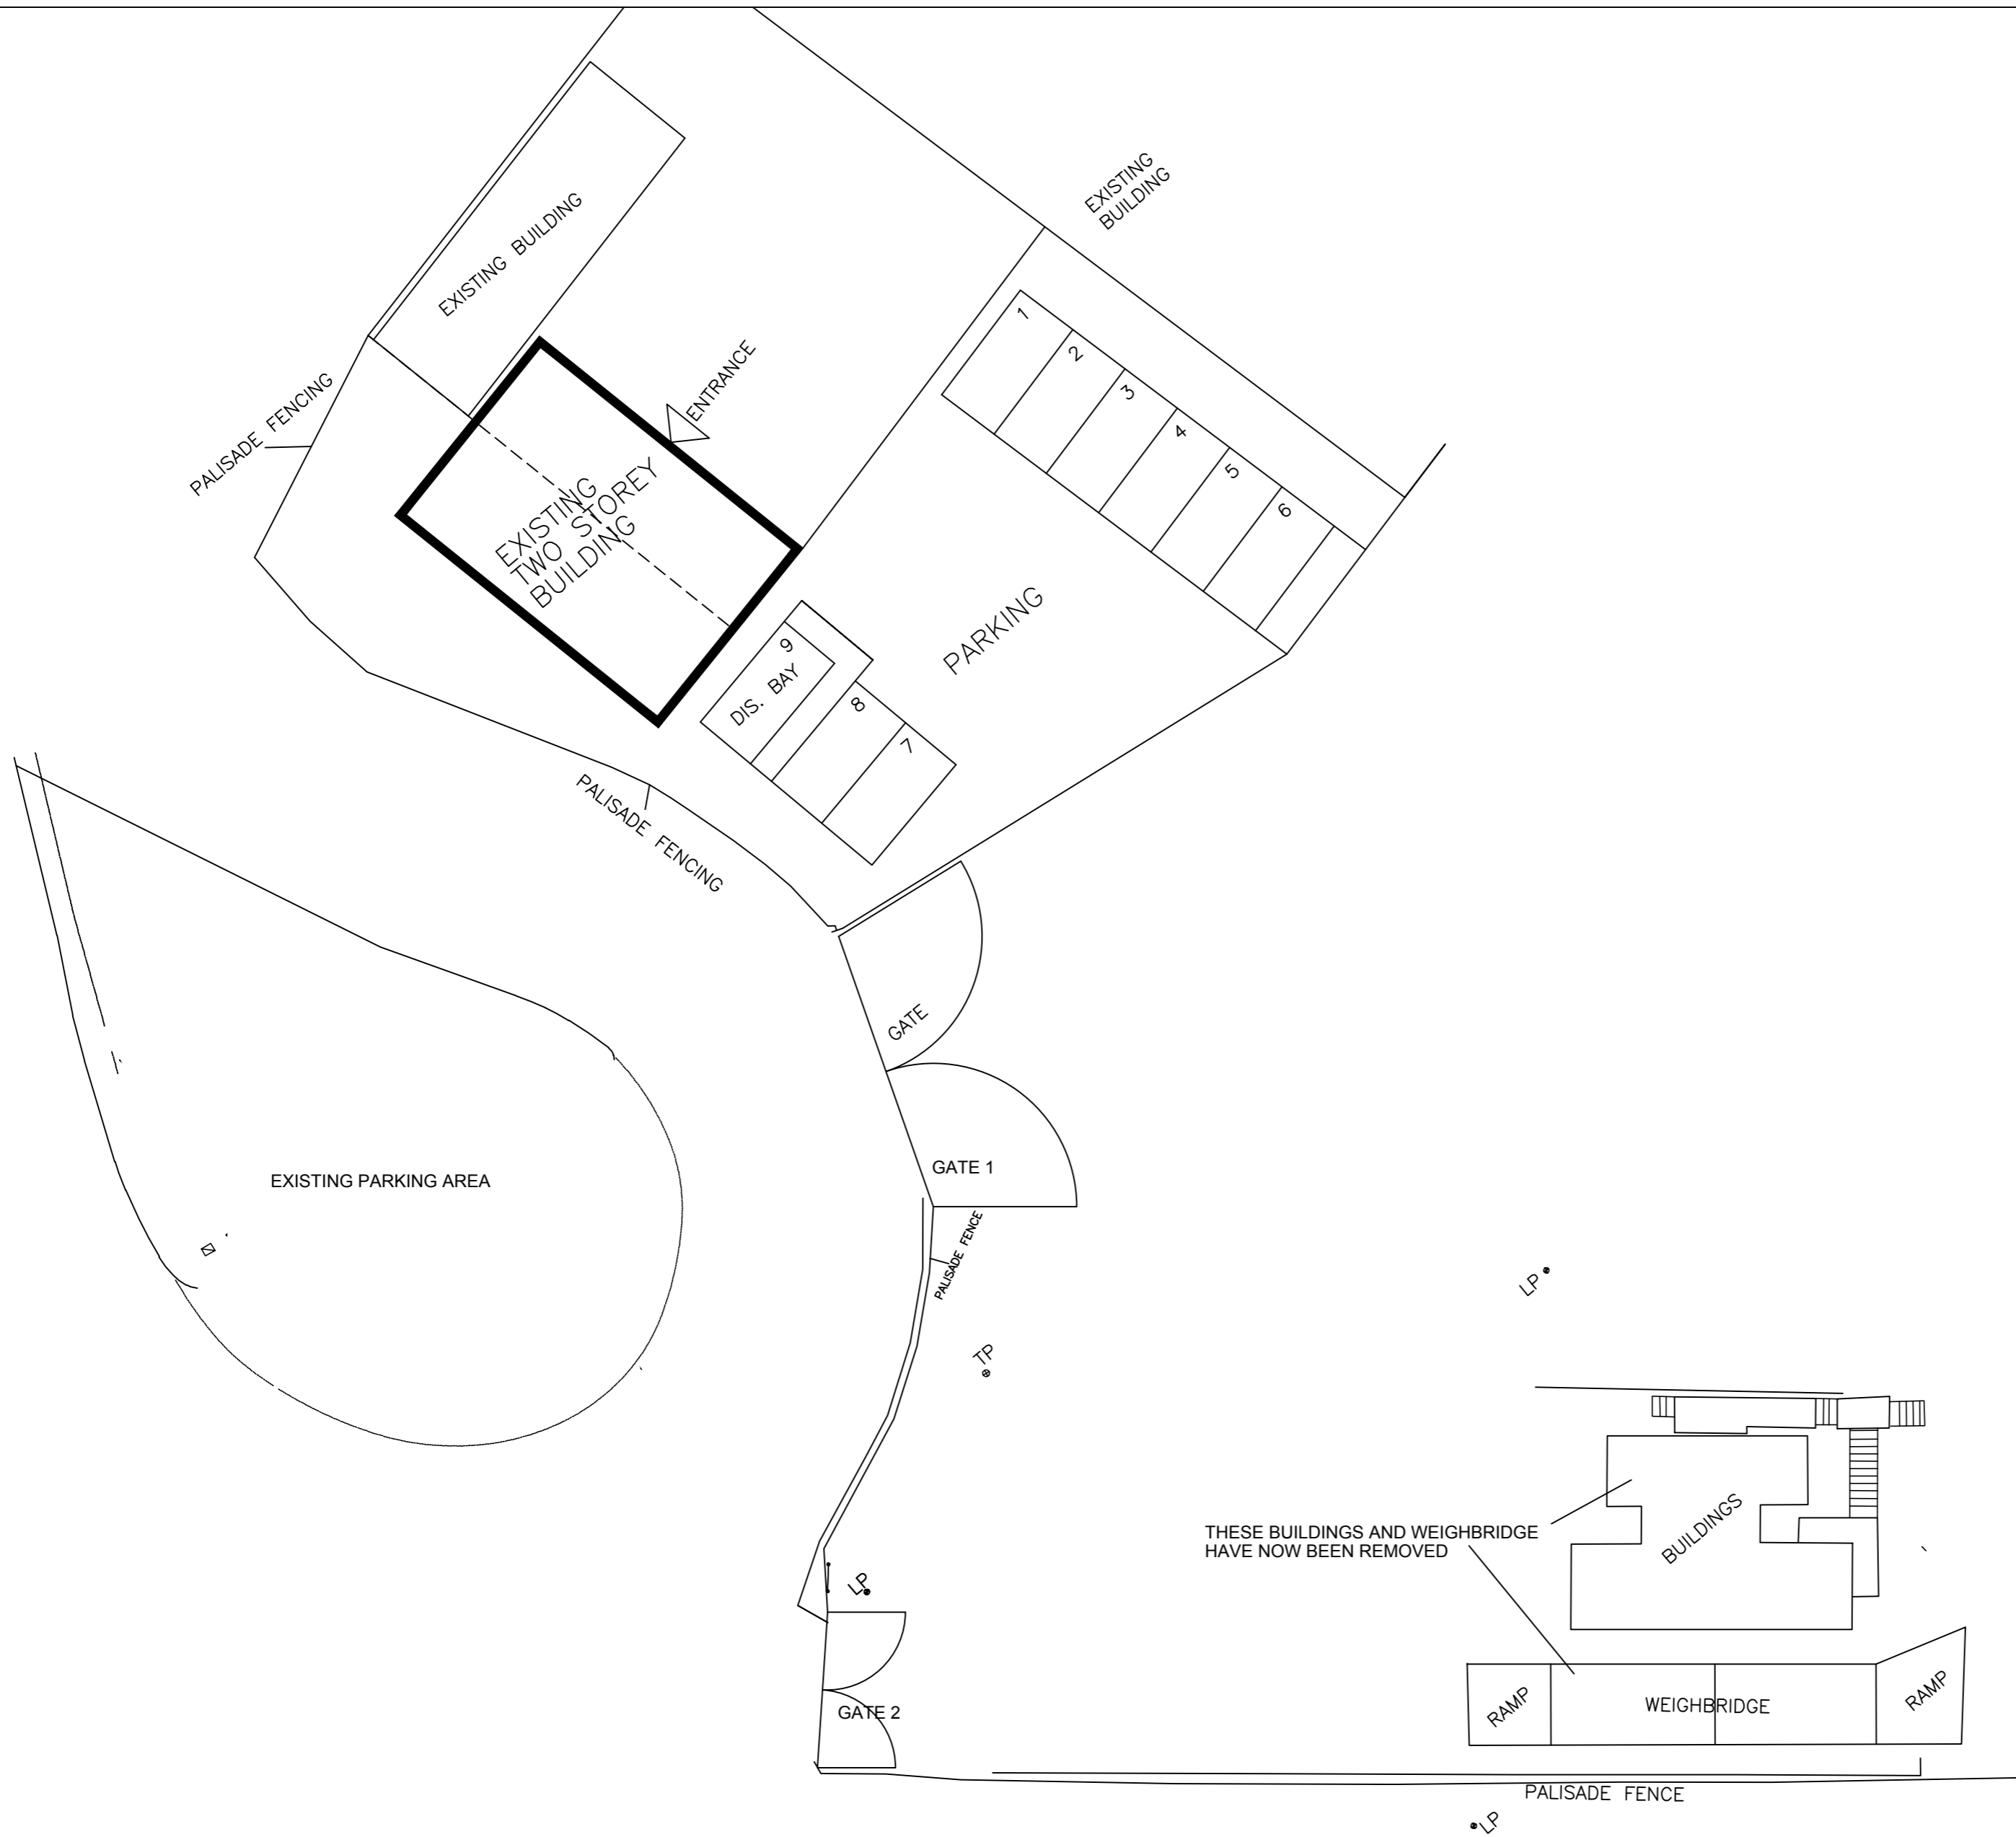 EXISTING
BUILDING
EXISTING BUILDING
1
2
3
4
5
6
ENTRANCE
PALISADE FENCING
EXISTING
TWO STOREY
BUILDING
PARKING
9
DIS. BAY
8
7
PALISADE FENCING
GATE
GATE 1
EXISTING PARKING AREA
PALISADE FENCE
LP
TP
THESE BUILDINGS AND WEIGHBRIDGE
HAVE NOW BEEN REMOVED
BUILDINGS
LP
GATE 2
RAMP
WEIGHBRIDGE
RAMP
PALISADE FENCE
LP